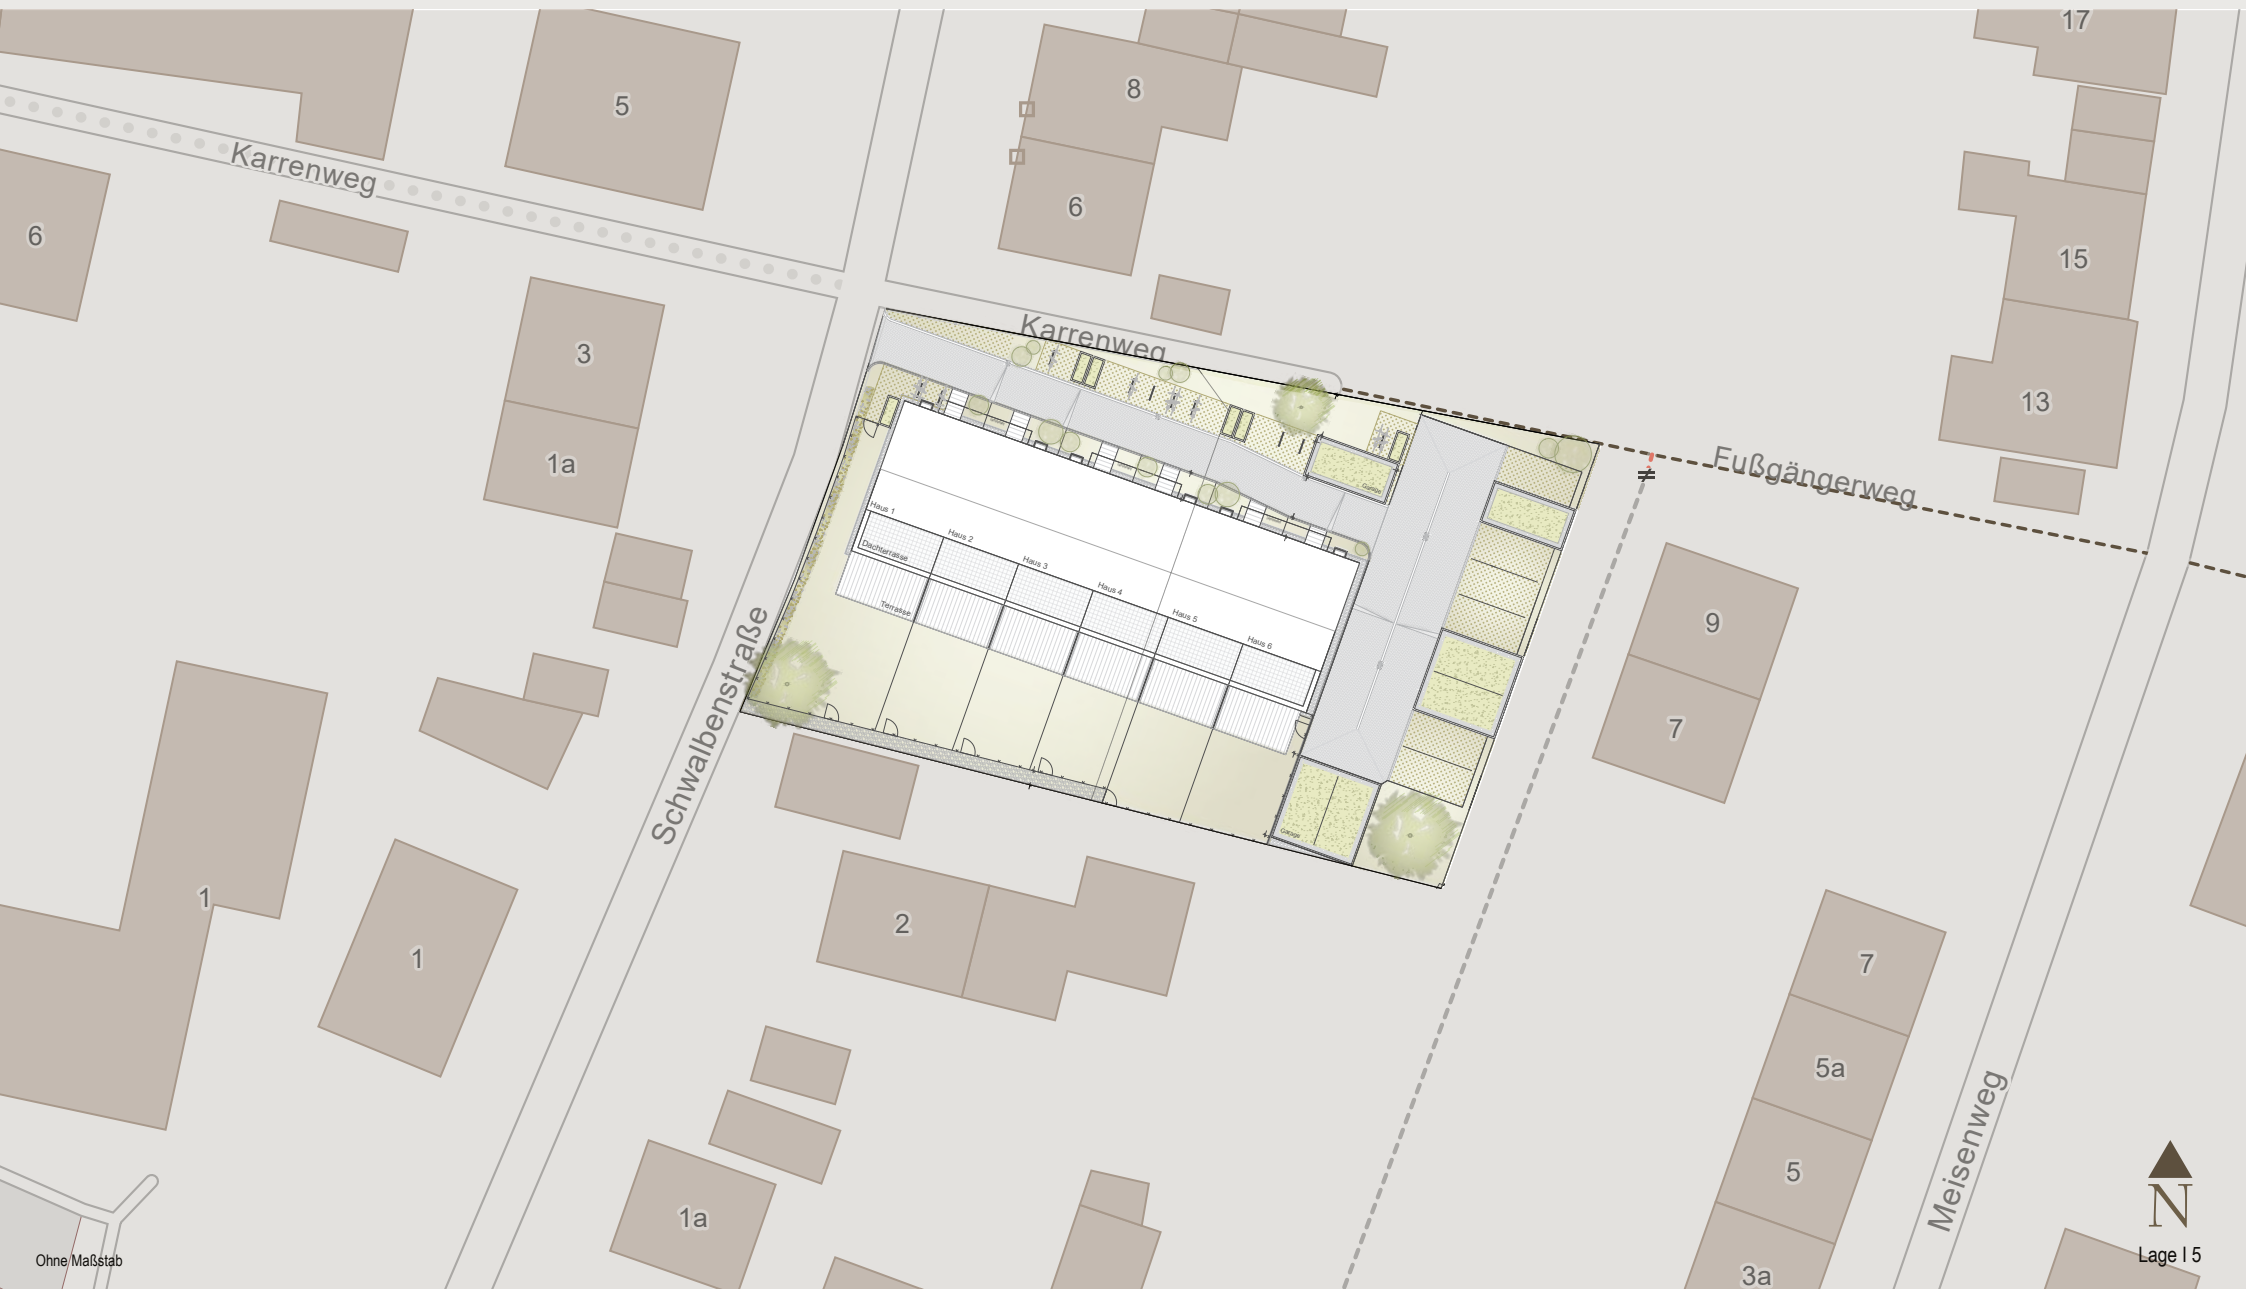 17
8
5
Karrenweg
6
6
15
Karrenweg
3
13
1a
Fußgängerweg
Garage
Haus 1
Haus 2
Haus 3
Haus 4
Haus 5
Haus 6
Dachterrasse
Terrasse
9
7
Schwalbenstraße
Garage
1
1
2
7
5a
5
3a
Meisenweg
1a
N
Ohne Maßstab
Lage I 5